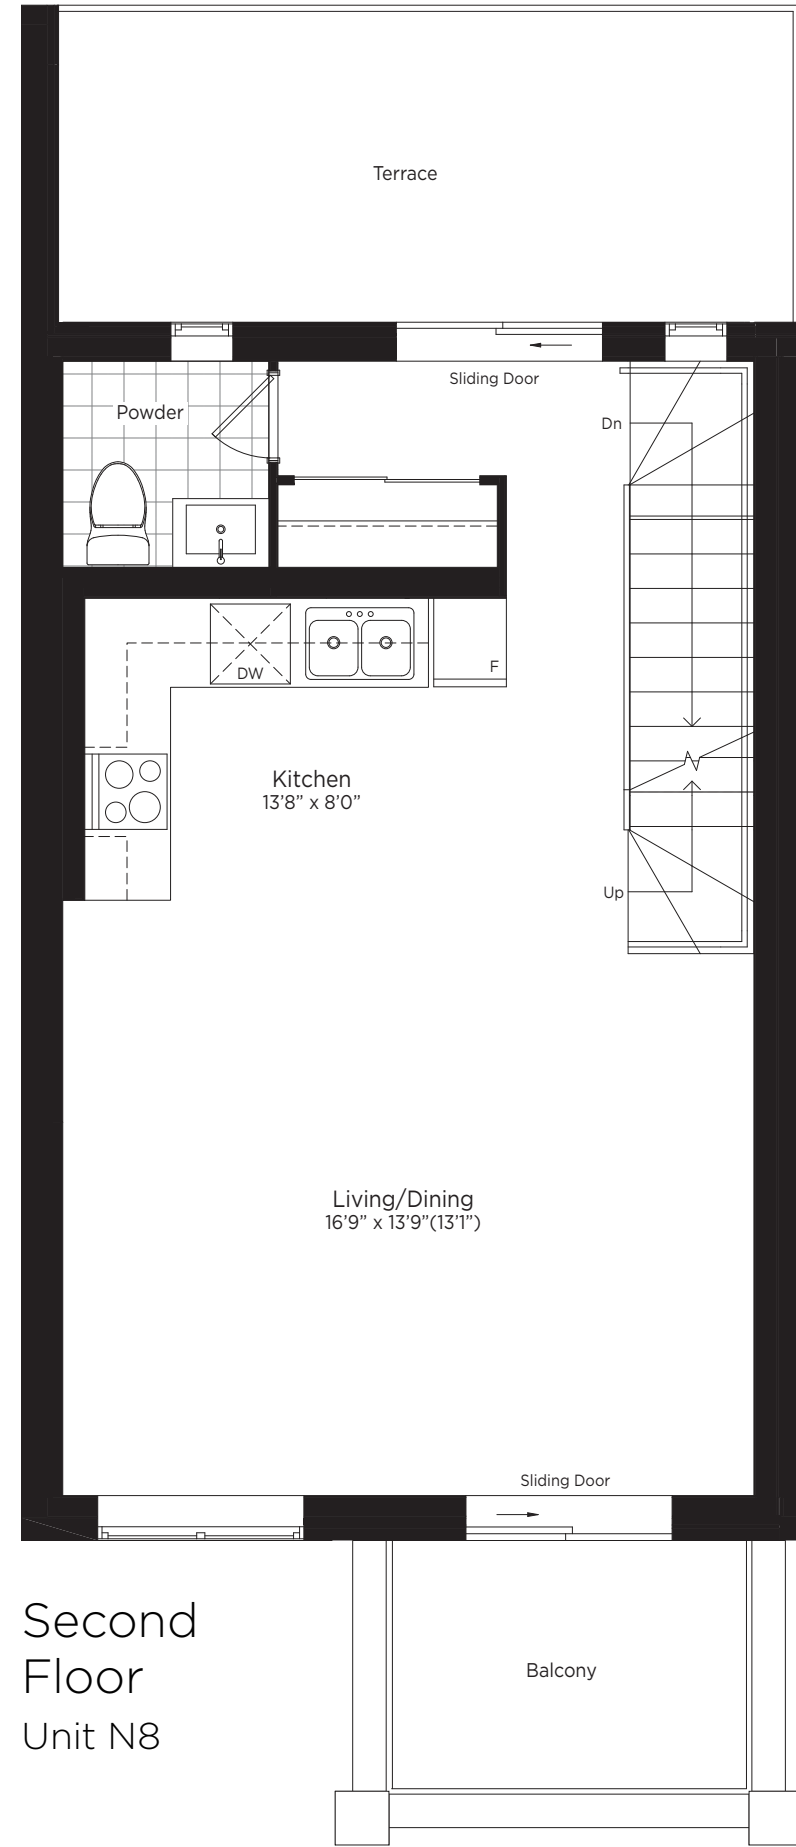 Terrace
Sliding Door
Powder
Dn
F
DW
Kitchen
13’8” x 8’0”
Up
Living/Dining
16’9” x 13’9”(13’1”)
Sliding Door
Second
Floor
Unit N8
Balcony